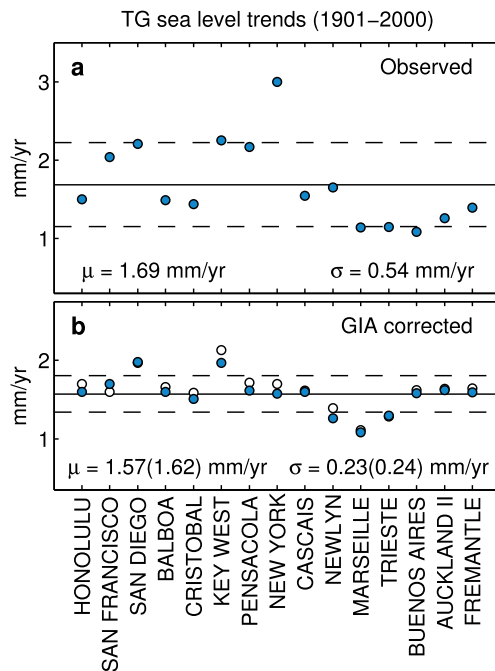 TG sea level trends (1901−2000)
a
Observed
3
2
1
mm/yr
μ = 1.69 mm/yr
σ = 0.54 mm/yr
b
GIA corrected
2
1
mm/yr
μ = 1.57(1.62) mm/yr
σ = 0.23(0.24) mm/yr
HONOLULU
SAN FRANCISCO
SAN DIEGO
BALBOA
CRISTOBAL
KEY WEST
PENSACOLA
NEW YORK
CASCAIS
NEWLYN
MARSEILLE
TRIESTE
BUENOS AIRES
AUCKLAND II
FREMANTLE